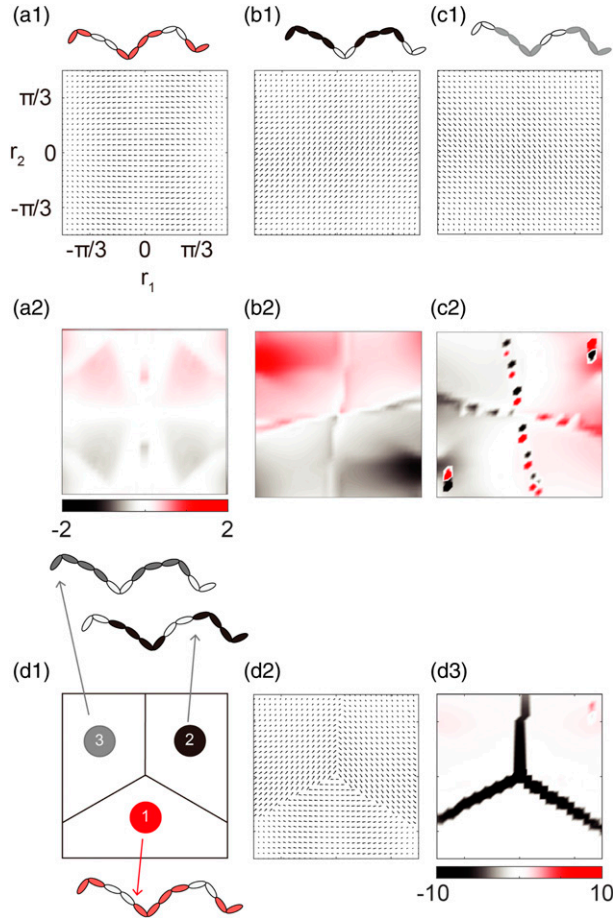 (a1) (b1) (c1)
π/3
r2 0
-π/3
-π/3 0 π/3
r1
(a2) (b2) (c2)
-2 2
(d1) (d2) (d3)
3 2
1
-10 10